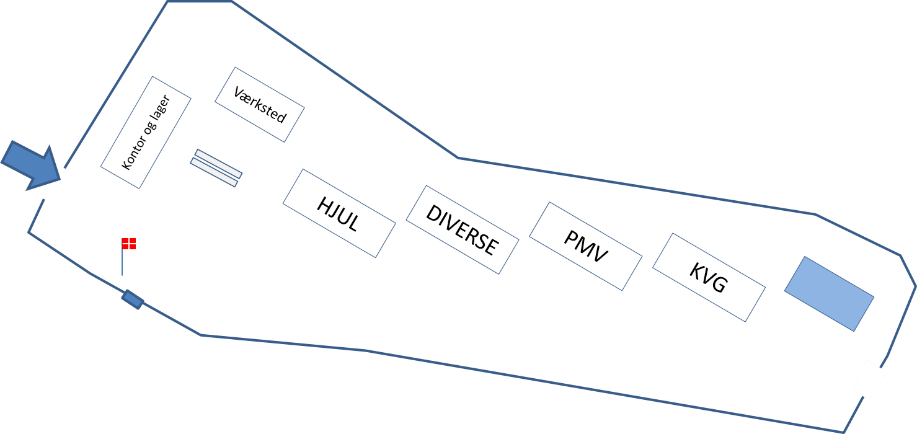 Kontor og lager
Værksted
HJUL
DIVERSE
PMV
KVG